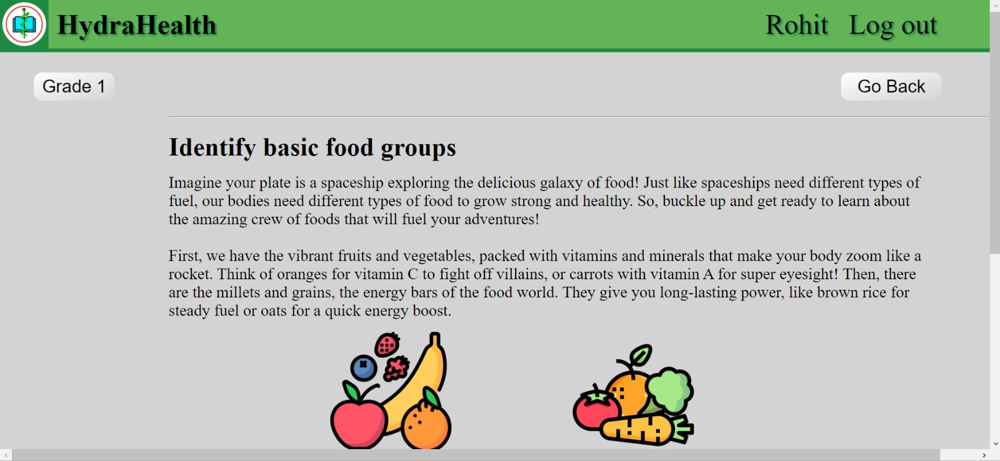 HydraHealth
Rohit Log out
Grade 1
Go Back
Identify basic food groups
Imagine your plate is a spaceship exploring the delicious galaxy of food! Just like spaceships need different types of
fuel, our bodies need different types of food to grow strong and healthy. So, buckle up and get ready to learn about
the amazing crew of foods that will fuel your adventures!
First, we have the vibrant fruits and vegetables, packed with vitamins and minerals that make your body zoom like a
rocket. Think of oranges for vitamin C to fight off villains, or carrots with vitamin A for super eyesight! Then, there
are the millets and grains, the energy bars of the food world. They give you long-lasting power, like brown rice for
steady fuel or oats for a quick energy boost.